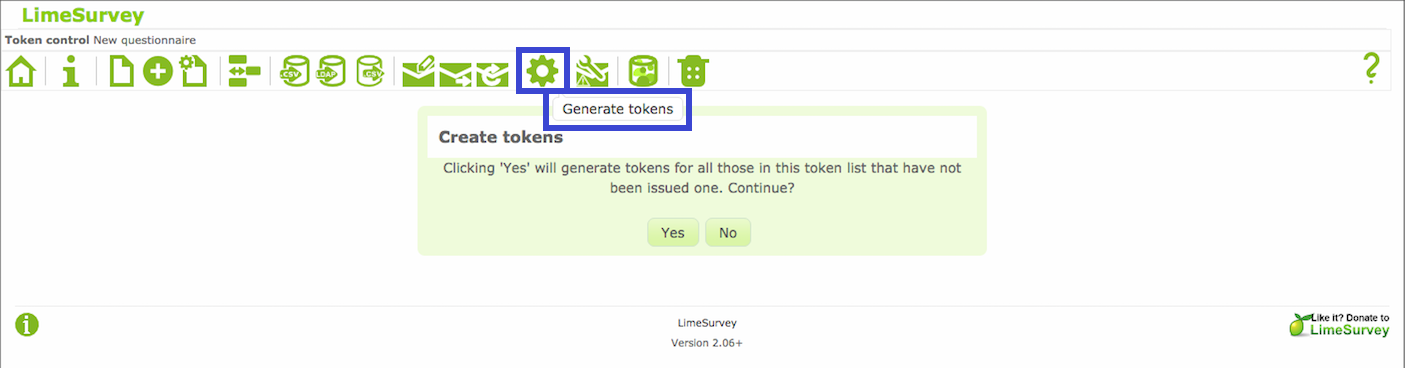 LimeSurvey
Token control New questionnaire
.CSV
LDAP
.CSV
?
Generate tokens
Create tokens
Clicking 'Yes' will generate tokens for all those in this token list that have not
been issued one. Continue?
Yes No
LimeSurvey
Version 2.06+
Like it? Donate to
LimeSurvey